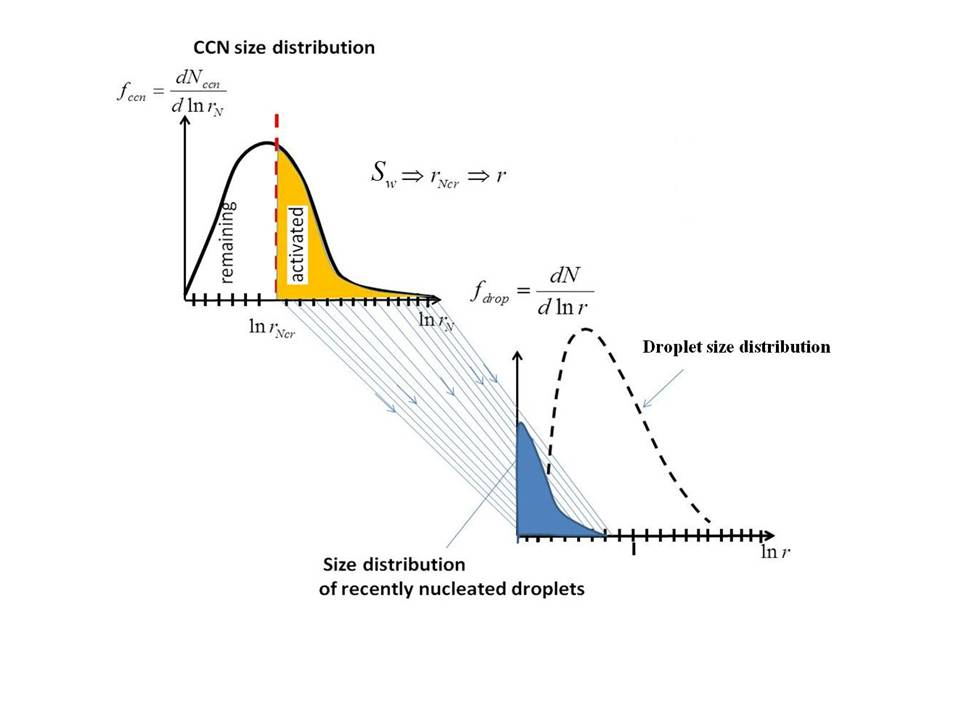 CCN size distribution
f_ccn = dN_ccn / d ln r_N
S_w ⇒ r_Ncr ⇒ r
remaining
activated
ln r_Ncr
ln r_N
f_drop = dN / d ln r
Droplet size distribution
ln r
Size distribution
of recently nucleated droplets